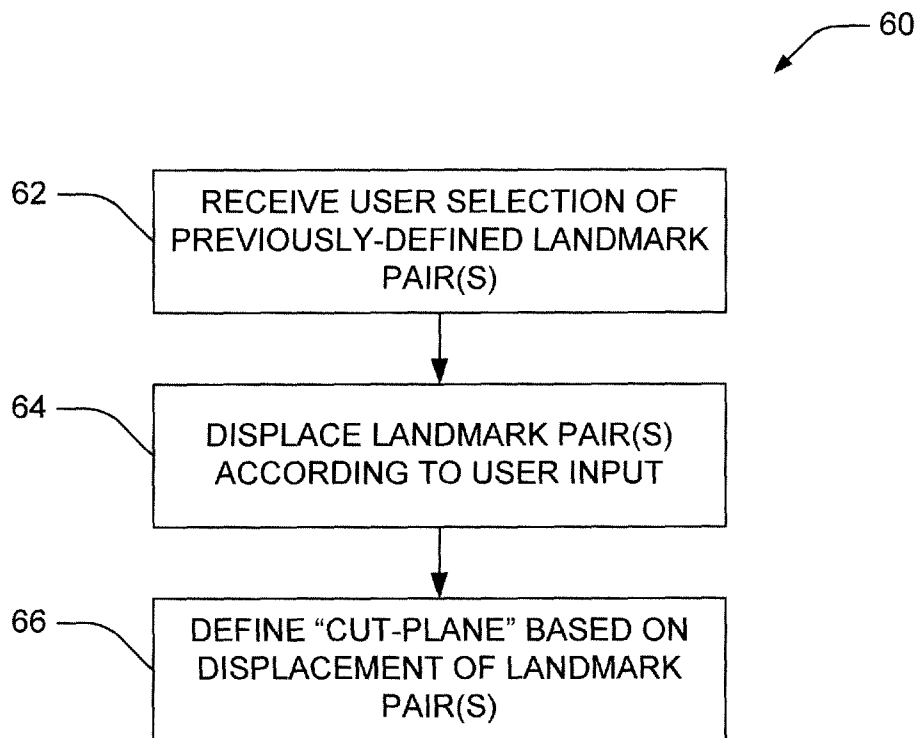 60
62
RECEIVE USER SELECTION OF
PREVIOUSLY-DEFINED LANDMARK
PAIR(S)
64
DISPLACE LANDMARK PAIR(S)
ACCORDING TO USER INPUT
66
DEFINE “CUT-PLANE” BASED ON
DISPLACEMENT OF LANDMARK
PAIR(S)